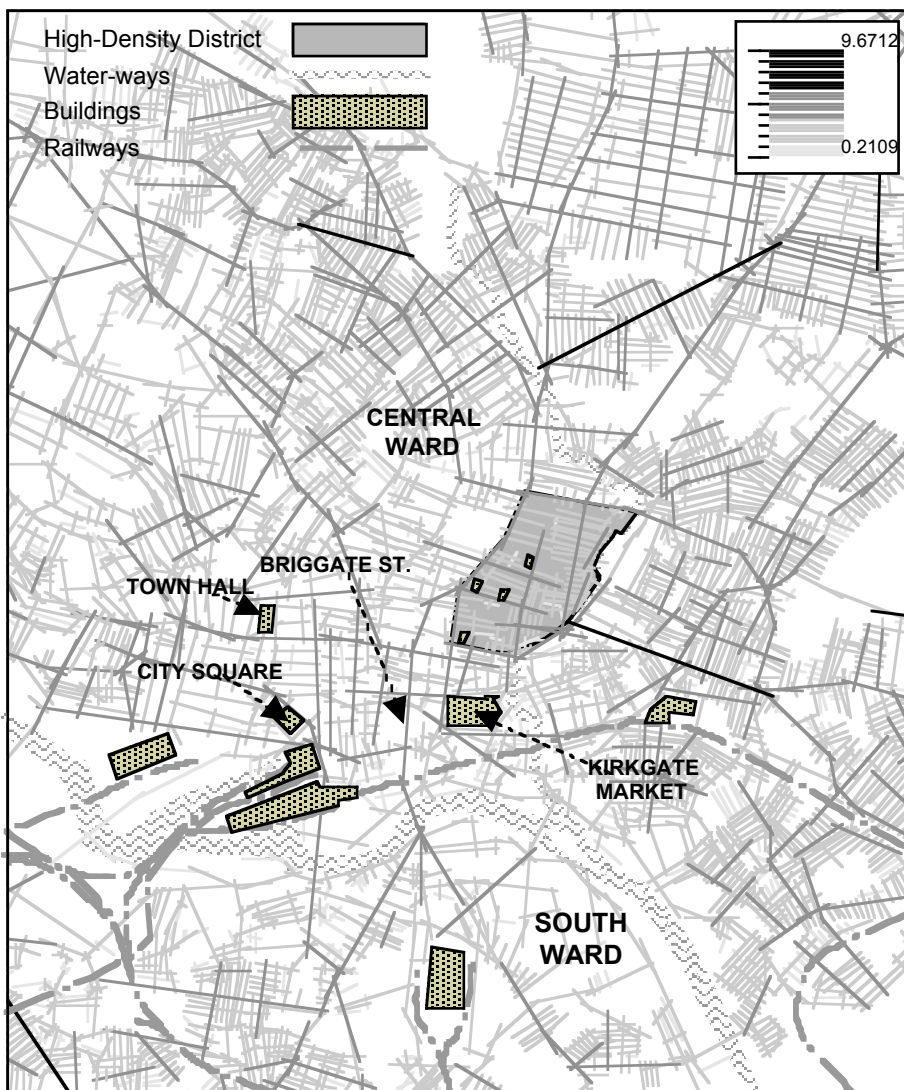 High-Density District
Water-ways
Buildings
Railways
9.6712
0.2109
CENTRAL
WARD
BRIGGATE ST.
TOWN HALL
CITY SQUARE
KIRKGATE
MARKET
SOUTH
WARD